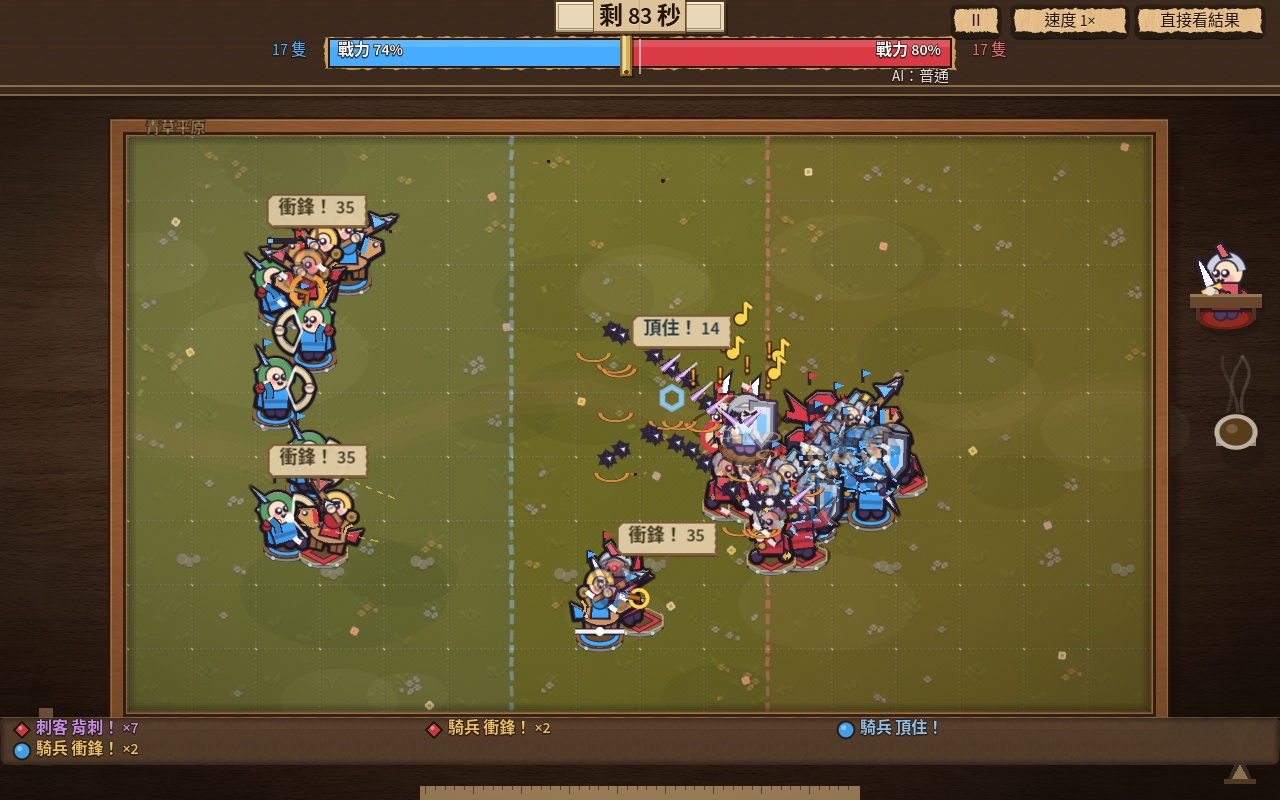 剩 83 秒
II
速度 1×
直接看結果
17 隻
戰力 74%
戰力 80%
17 隻
AI：普通
青草平原
衝鋒！ 35
頂住！ 14
衝鋒！ 35
衝鋒！ 35
刺客 背刺！ ×7
騎兵 衝鋒！ ×2
騎兵 頂住！
騎兵 衝鋒！ ×2